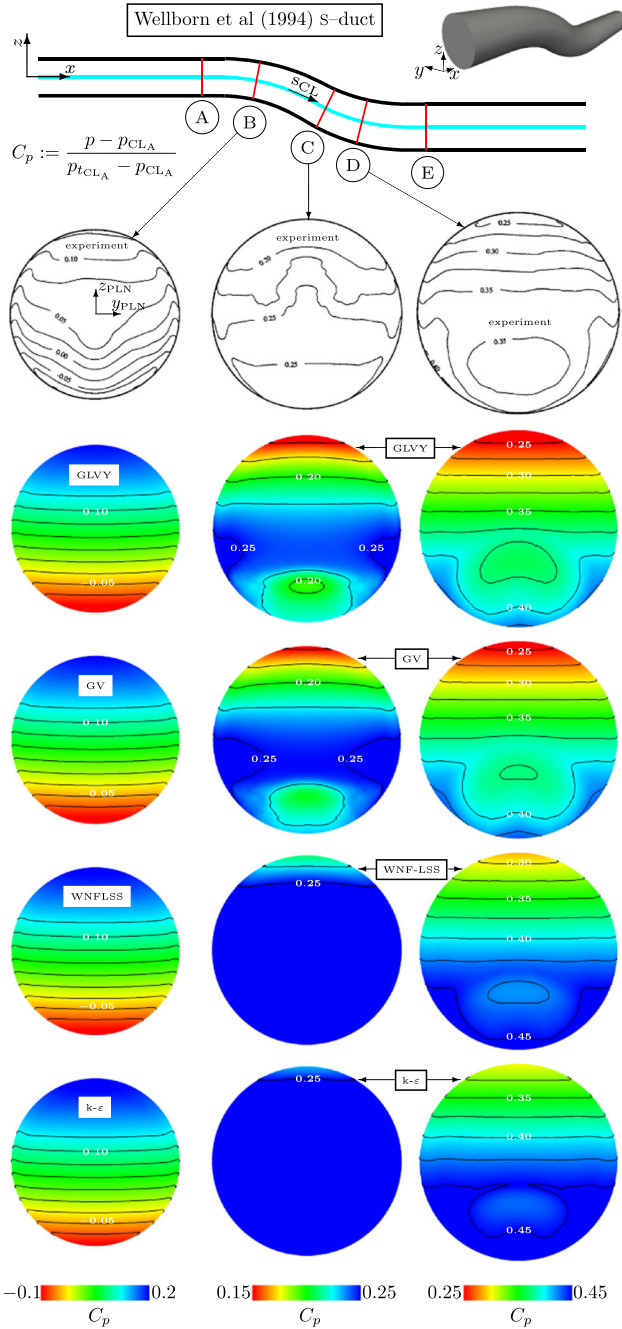 Wellborn et al (1994) S–duct
z
x
s_CL
z
y
x
A
B
C
D
E
C_p := (p − p_CL_A) / (p_t_CL_A − p_CL_A)
experiment
0.10
z_PLN
y_PLN
0.05
0.00
-0.05
experiment
0.20
0.25
0.25
0.25
0.30
0.35
experiment
0.35
0.40
GLVY
0.10
−0.05
GLVY
0.20
0.25
0.25
0.20
0.25
0.30
0.35
0.40
GV
0.10
−0.05
GV
0.20
0.25
0.25
0.25
0.30
0.35
0.40
WNFLSS
0.10
−0.05
WNF-LSS
0.25
0.30
0.35
0.40
0.45
k-ε
0.10
−0.05
k-ε
0.25
0.35
0.40
0.45
−0.1 0.2
C_p
0.15 0.25
C_p
0.25 0.45
C_p